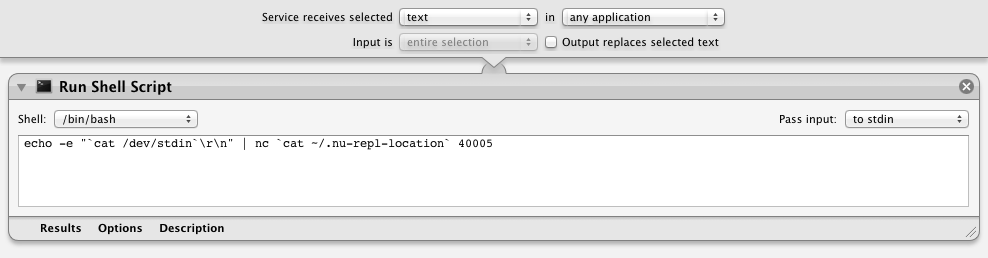 Service receives selected text in any application
Input is entire selection Output replaces selected text
Run Shell Script
Shell: /bin/bash Pass input: to stdin
echo -e "`cat /dev/stdin`\r\n" | nc `cat ~/.nu-repl-location` 40005
Results Options Description